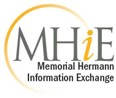 MHiE
Memorial Hermann
Information Exchange